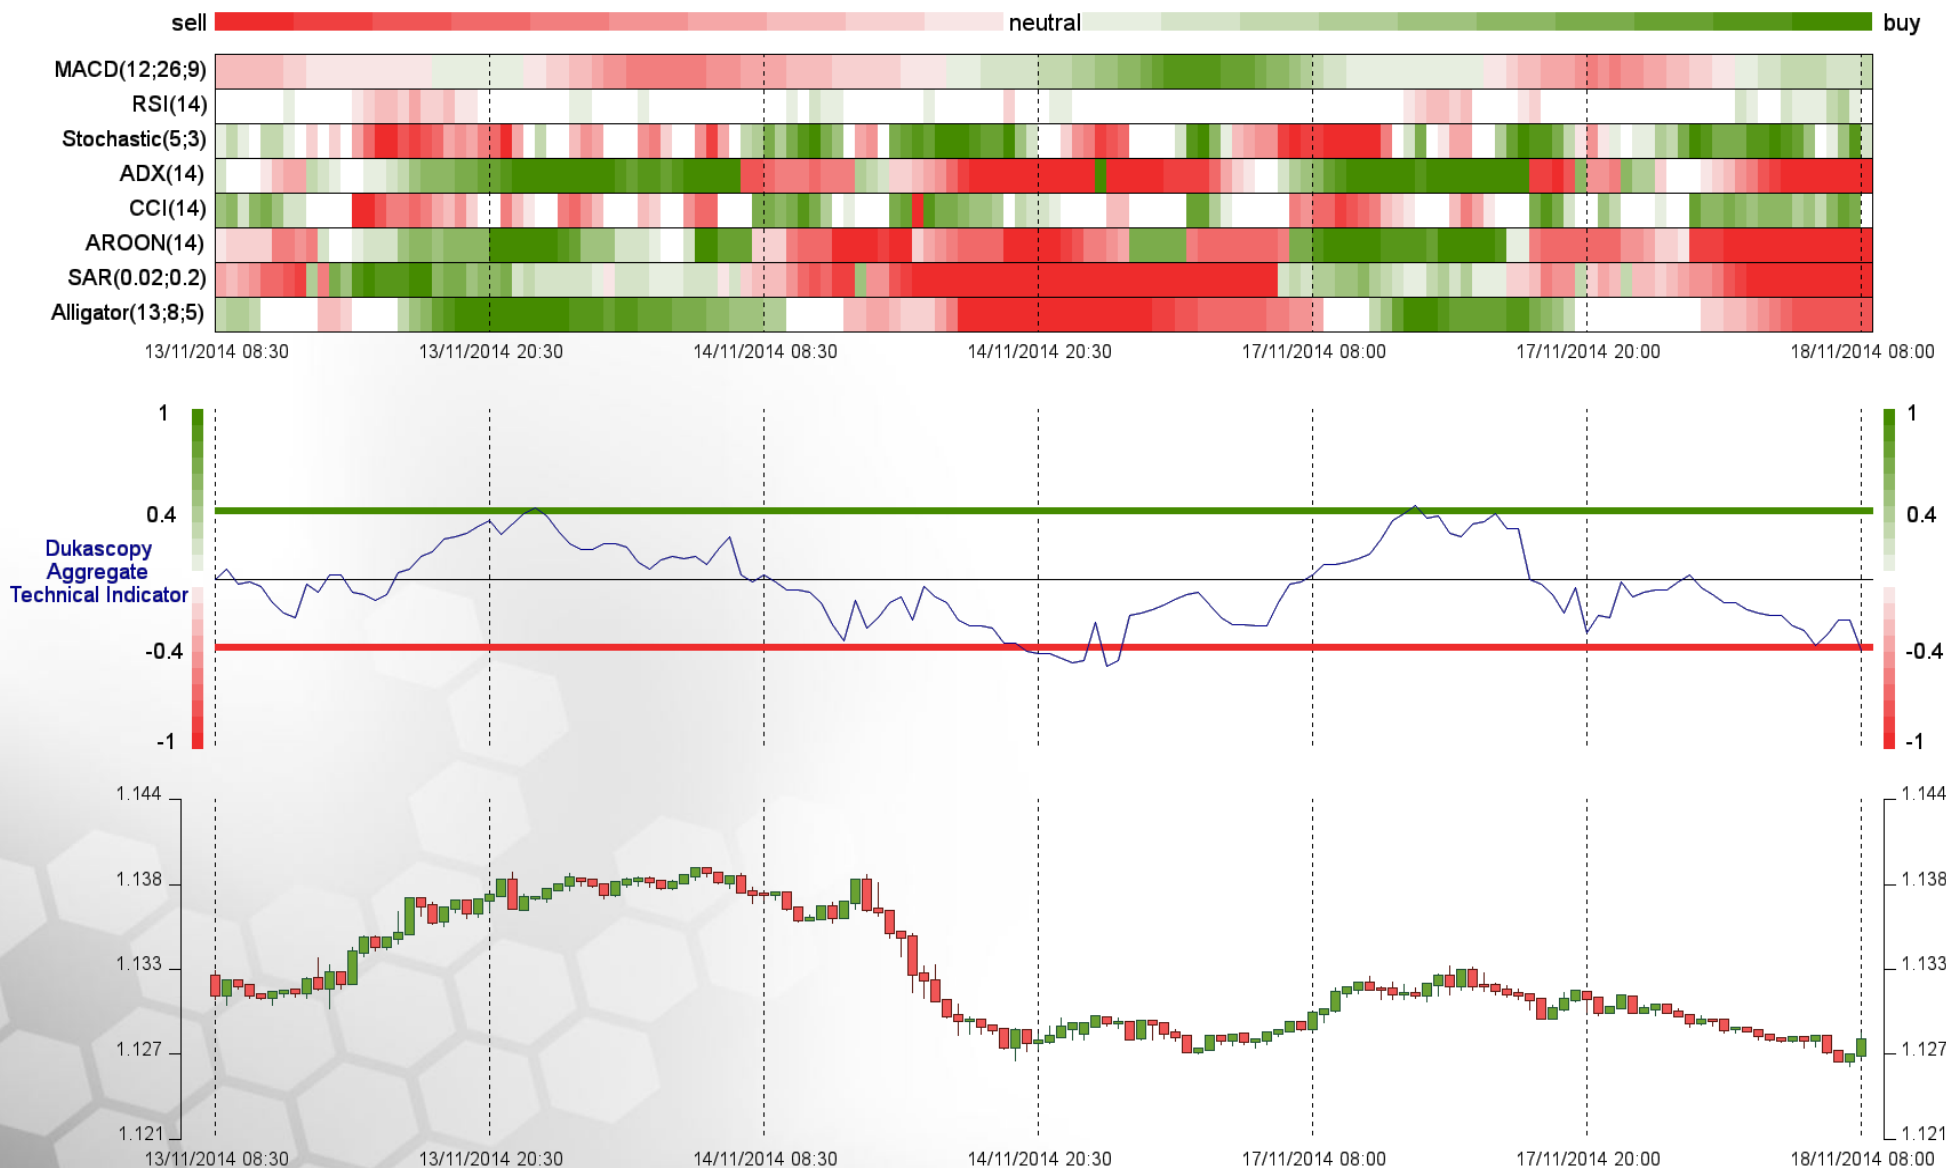 sell neutral buy
MACD(12;26;9)
RSI(14)
Stochastic(5;3)
ADX(14)
CCI(14)
AROON(14)
SAR(0.02;0.2)
Alligator(13;8;5)
13/11/2014 08:30 13/11/2014 20:30 14/11/2014 08:30 14/11/2014 20:30 17/11/2014 08:00 17/11/2014 20:00 18/11/2014 08:00
1 1
0.4 0.4
Dukascopy
Aggregate
Technical Indicator
-0.4 -0.4
-1 -1
1.144 1.144
1.138 1.138
1.133 1.133
1.127 1.127
1.121 1.121
13/11/2014 08:30 13/11/2014 20:30 14/11/2014 08:30 14/11/2014 20:30 17/11/2014 08:00 17/11/2014 20:00 18/11/2014 08:00